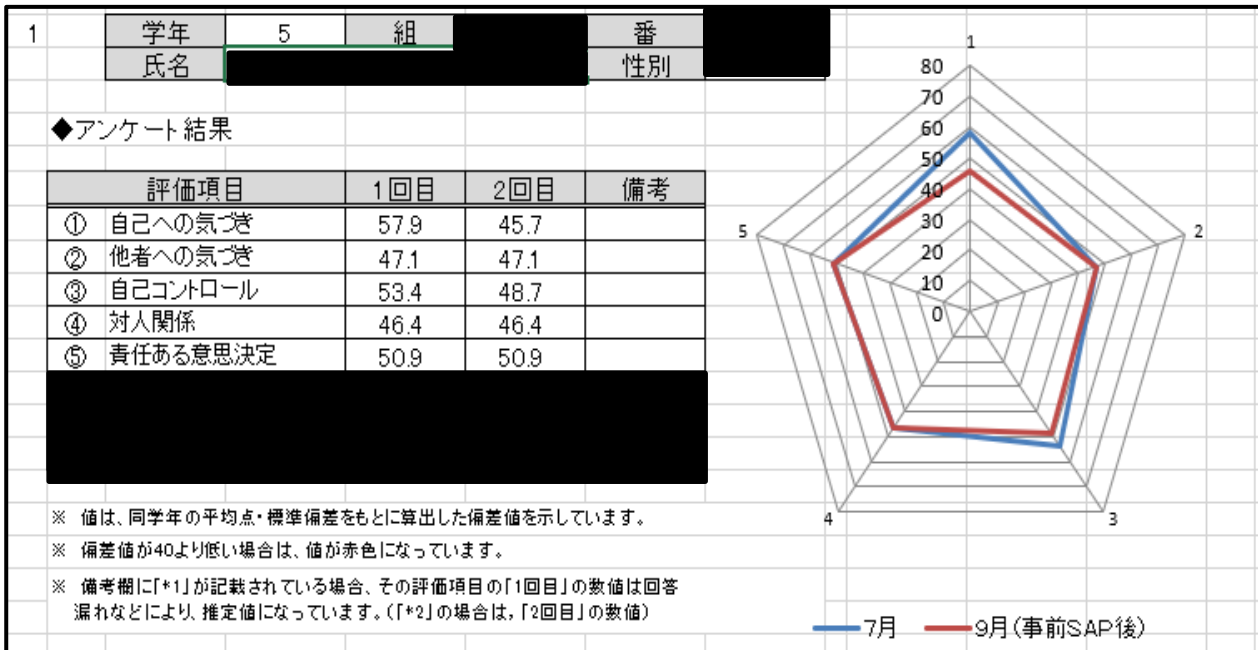 1 学年 5 組 番
氏名 性別
◆アンケート結果
評価項目 1回目 2回目 備考
① 自己への気づき 57.9 45.7
② 他者への気づき 47.1 47.1
③ 自己コントロール 53.4 48.7
④ 対人関係 46.4 46.4
⑤ 責任ある意思決定 50.9 50.9
※ 値は、同学年の平均点・標準偏差をもとに算出した偏差値を示しています。
※ 偏差値が40より低い場合は、値が赤色になっています。
※ 備考欄に「*1」が記載されている場合、その評価項目の「1回目」の数値は回答
漏れなどにより、推定値になっています。(「*2」の場合は,「2回目」の数値)
1
80
70
60
50
40
30
20
10
0
5
2
4
3
7月 9月(事前SAP後)